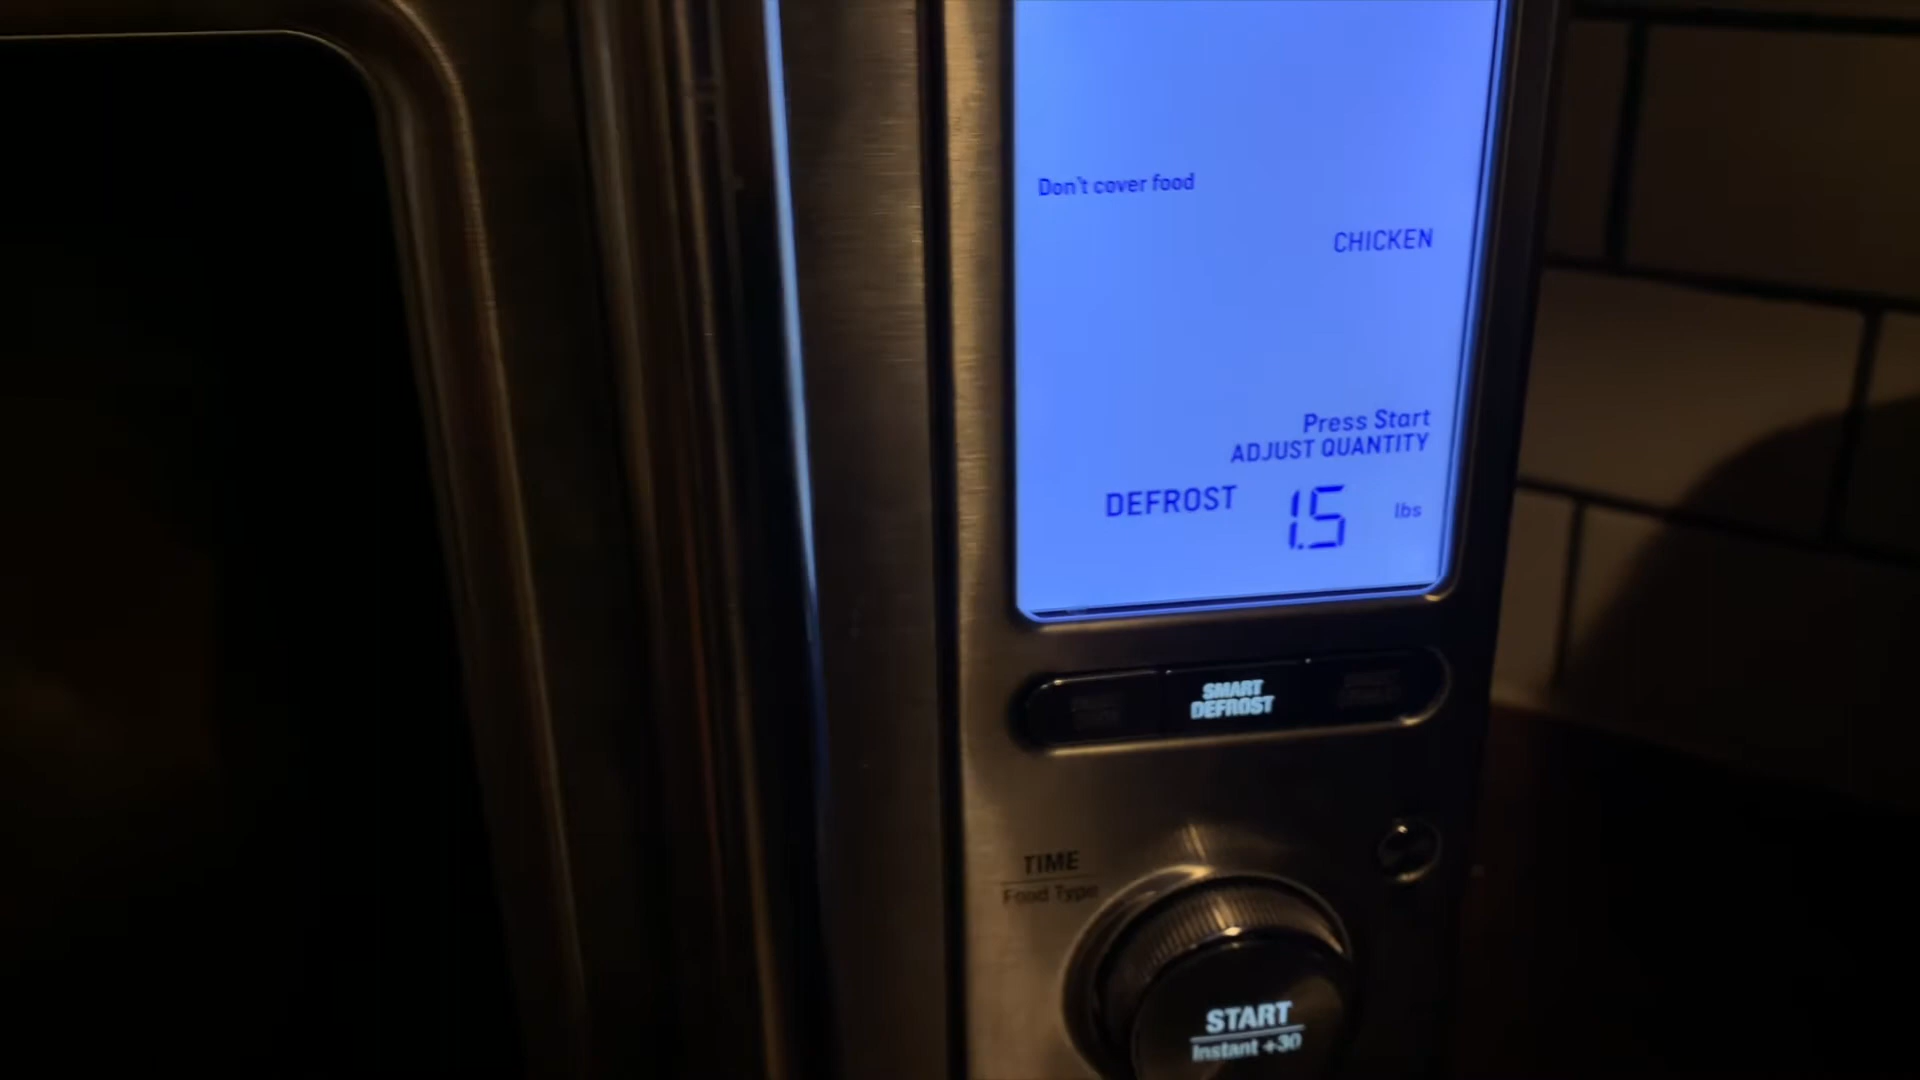 Don't cover food
CHICKEN
Press Start
ADJUST QUANTITY
DEFROST 1.5 lbs
SMART
DEFROST
TIME
Food Type
START
Instant +30